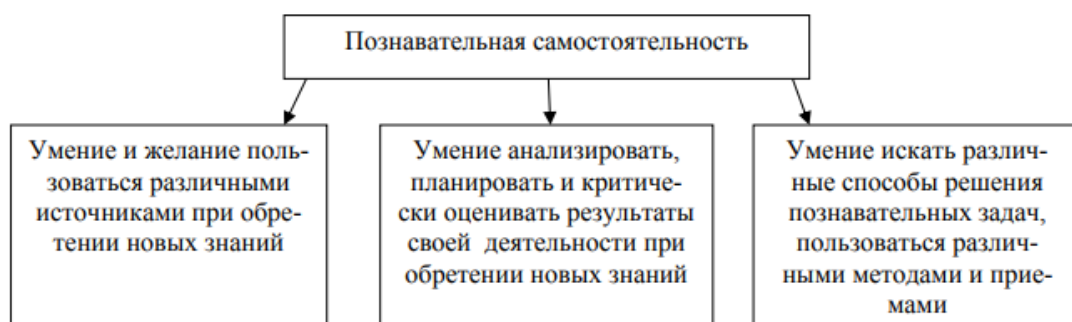 Познавательная самостоятельность
Умение и желание поль-
зоваться различными
источниками при обре-
тении новых знаний
Умение анализировать,
планировать и критиче-
ски оценивать результаты
своей деятельности при
обретении новых знаний
Умение искать различ-
ные способы решения
познавательных задач,
пользоваться различ-
ными методами и прие-
мами